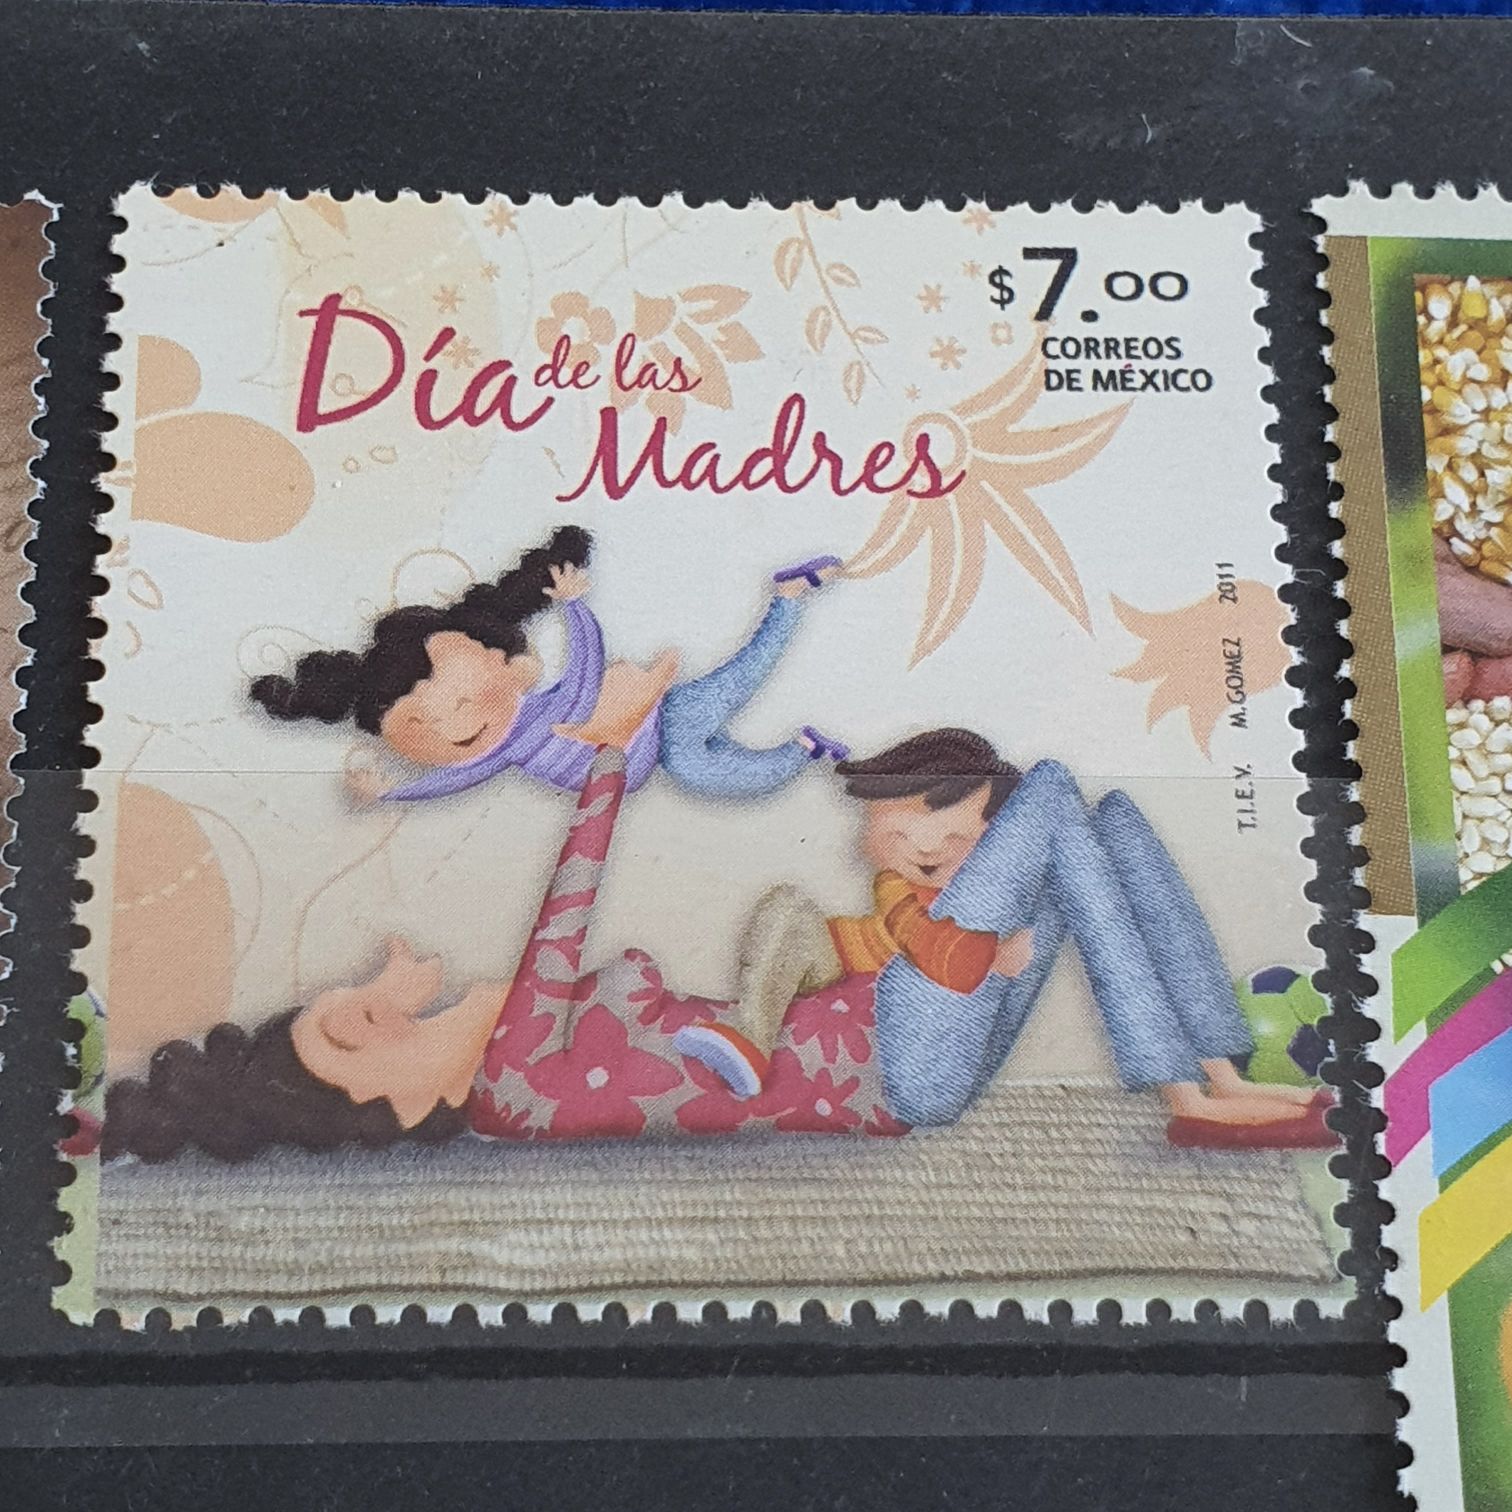 $7.00
CORREOS
DE MÉXICO
Día de las
Madres
T.I.E.V. M.GOMEZ 2011